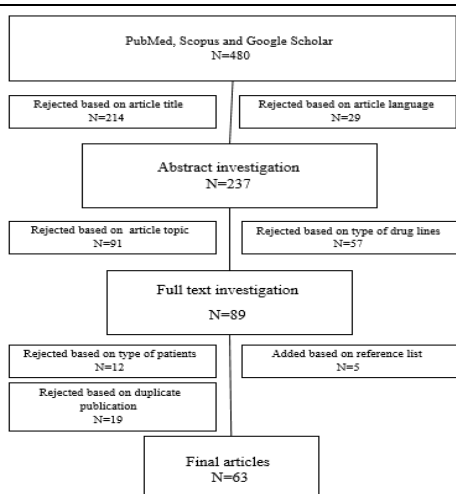 PubMed, Scopus and Google Scholar
N=480
Rejected based on article title
N=214
Rejected based on article language
N=29
Abstract investigation
N=237
Rejected based on article topic
N=91
Rejected based on type of drug lines
N=57
Full text investigation
N=89
Rejected based on type of patients
N=12
Added based on reference list
N=5
Rejected based on duplicate
publication
N=19
Final articles
N=63